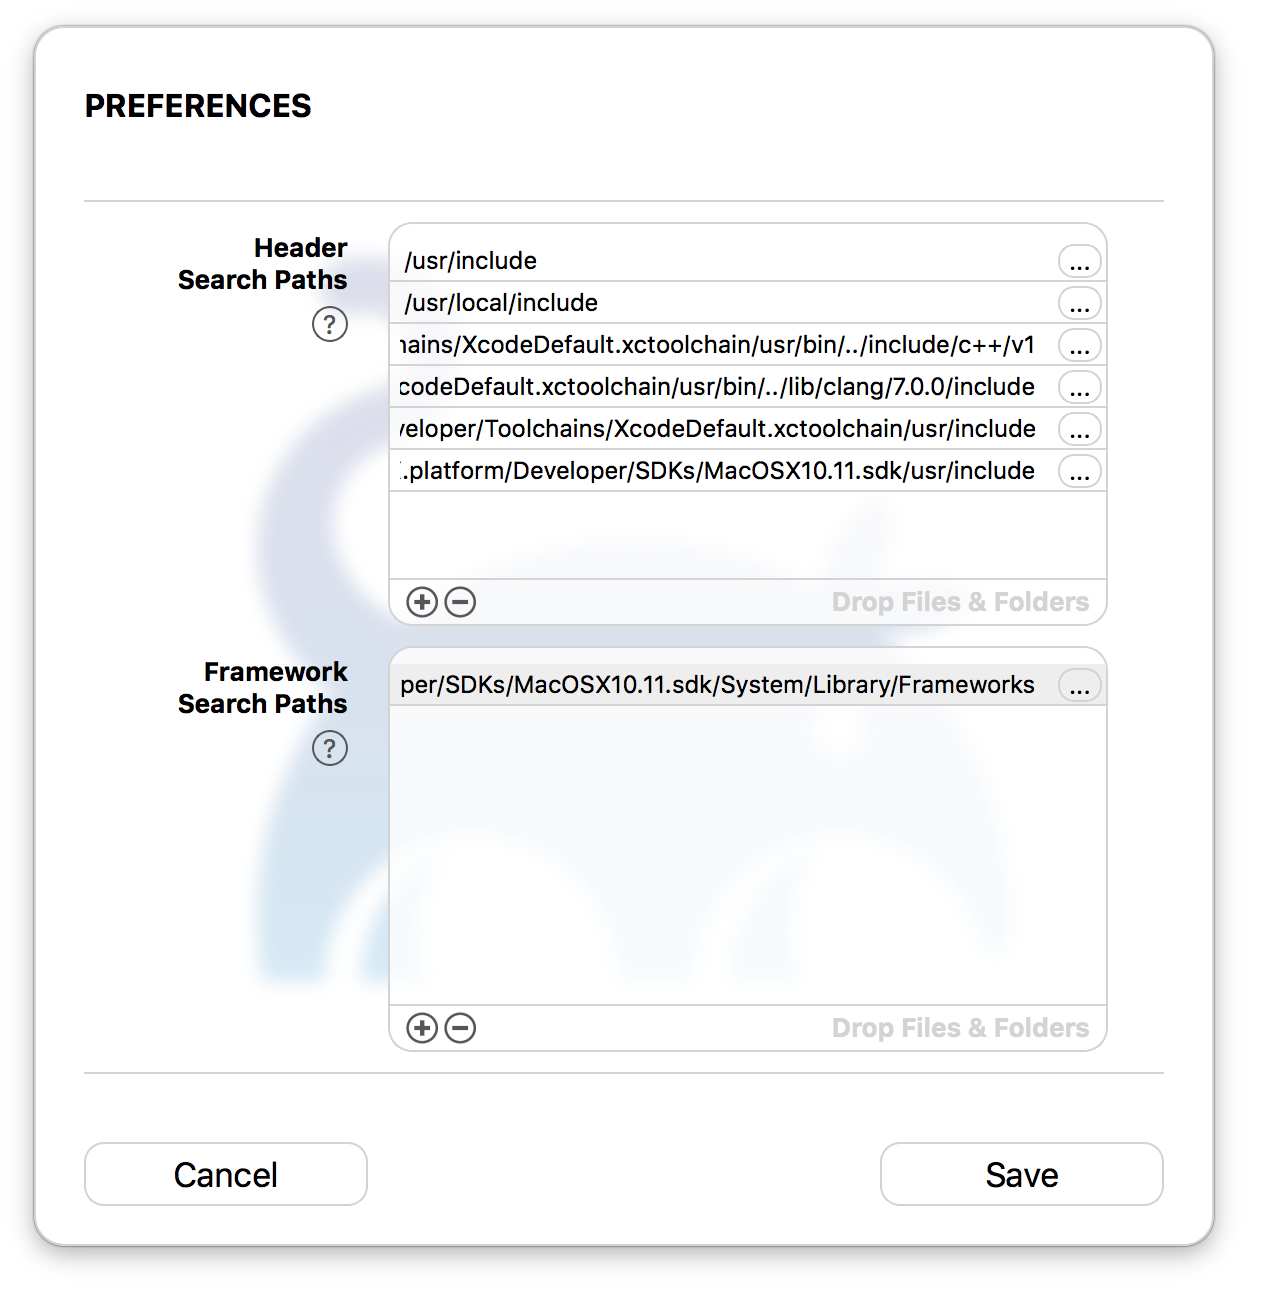 PREFERENCES
Header
Search Paths
?
/usr/include
...
/usr/local/include
...
ains/XcodeDefault.xctoolchain/usr/bin/../include/c++/v1
...
codeDefault.xctoolchain/usr/bin/../lib/clang/7.0.0/include
...
veloper/Toolchains/XcodeDefault.xctoolchain/usr/include
...
.platform/Developer/SDKs/MacOSX10.11.sdk/usr/include
...
Drop Files & Folders
Framework
Search Paths
?
per/SDKs/MacOSX10.11.sdk/System/Library/Frameworks
...
Drop Files & Folders
Cancel
Save